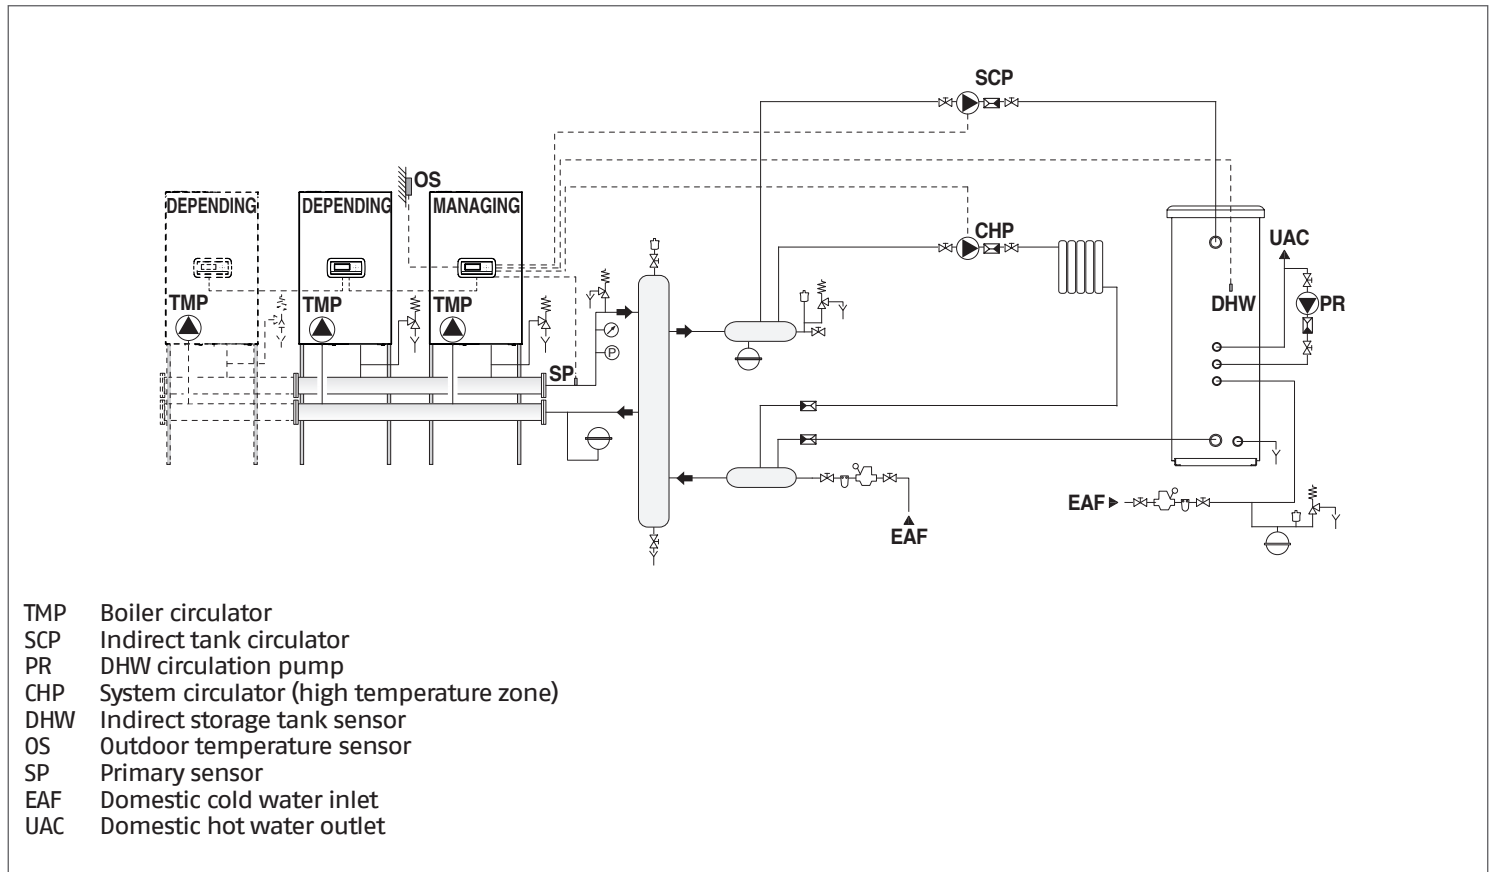 SCP
OS
DEPENDING DEPENDING MANAGING
CHP
UAC
TMP TMP TMP
DHW PR
SP
P
EAF
EAF
TMP Boiler circulator
SCP Indirect tank circulator
PR DHW circulation pump
CHP System circulator (high temperature zone)
DHW Indirect storage tank sensor
OS Outdoor temperature sensor
SP Primary sensor
EAF Domestic cold water inlet
UAC Domestic hot water outlet